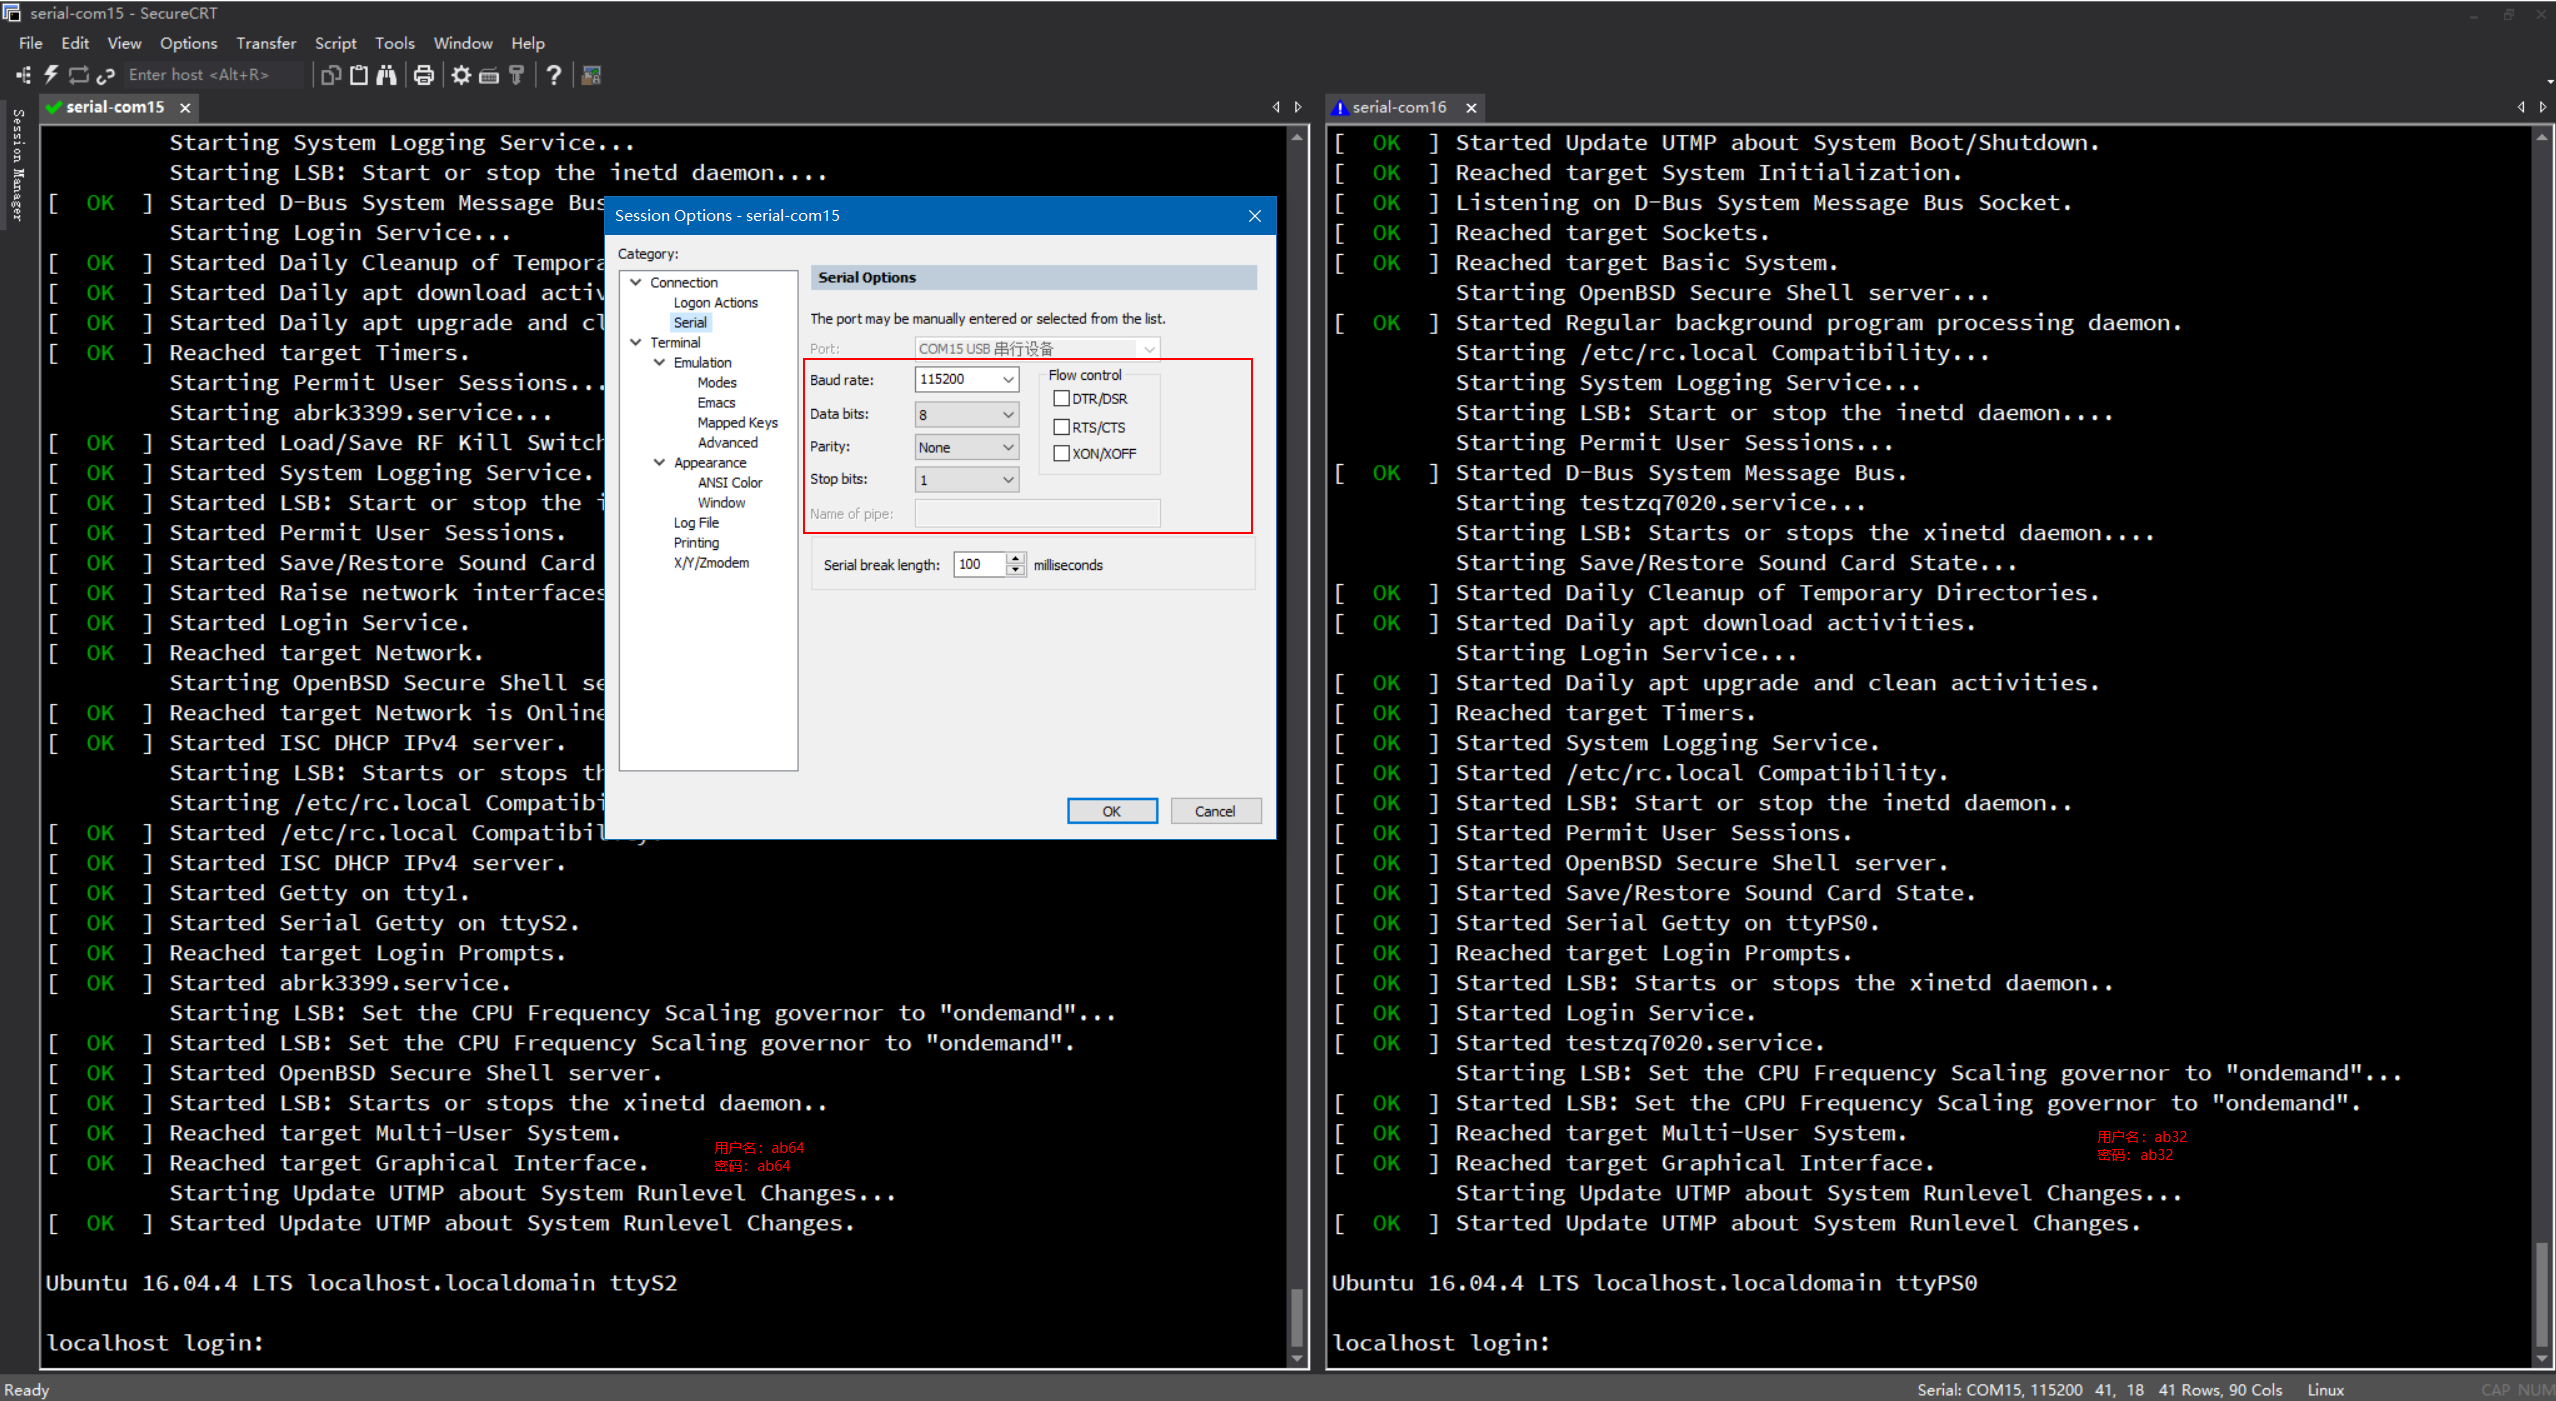 serial-com15 - SecureCRT
File Edit View Options Transfer Script Tools Window Help
Enter host <Alt+R>
Session Manager
serial-com15
Starting System Logging Service...
Starting LSB: Start or stop the inetd daemon....
[  OK  ] Started D-Bus System Message Bus
Starting Login Service...
[  OK  ] Started Daily Cleanup of Tempora
[  OK  ] Started Daily apt download activ
[  OK  ] Started Daily apt upgrade and cl
[  OK  ] Reached target Timers.
Starting Permit User Sessions...
Starting abrk3399.service...
[  OK  ] Started Load/Save RF Kill Switch
[  OK  ] Started System Logging Service.
[  OK  ] Started LSB: Start or stop the i
[  OK  ] Started Permit User Sessions.
[  OK  ] Started Save/Restore Sound Card
[  OK  ] Started Raise network interfaces
[  OK  ] Started Login Service.
[  OK  ] Reached target Network.
Starting OpenBSD Secure Shell se
[  OK  ] Reached target Network is Online
[  OK  ] Started ISC DHCP IPv4 server.
Starting LSB: Starts or stops th
Starting /etc/rc.local Compatibi
[  OK  ] Started /etc/rc.local Compatibility.
[  OK  ] Started ISC DHCP IPv4 server.
[  OK  ] Started Getty on tty1.
[  OK  ] Started Serial Getty on ttyS2.
[  OK  ] Reached target Login Prompts.
[  OK  ] Started abrk3399.service.
Starting LSB: Set the CPU Frequency Scaling governor to "ondemand"...
[  OK  ] Started LSB: Set the CPU Frequency Scaling governor to "ondemand".
[  OK  ] Started OpenBSD Secure Shell server.
[  OK  ] Started LSB: Starts or stops the xinetd daemon..
[  OK  ] Reached target Multi-User System.
[  OK  ] Reached target Graphical Interface.
用户名：ab64
密码：ab64
Starting Update UTMP about System Runlevel Changes...
[  OK  ] Started Update UTMP about System Runlevel Changes.
Ubuntu 16.04.4 LTS localhost.localdomain ttyS2
localhost login:
Session Options - serial-com15
Category:
Connection
Logon Actions
Serial
Terminal
Emulation
Modes
Emacs
Mapped Keys
Advanced
Appearance
ANSI Color
Window
Log File
Printing
X/Y/Zmodem
Serial Options
The port may be manually entered or selected from the list.
Port: COM15 USB 串行设备
Baud rate: 115200
Data bits: 8
Parity: None
Stop bits: 1
Name of pipe:
Flow control
DTR/DSR
RTS/CTS
XON/XOFF
Serial break length: 100 milliseconds
OK Cancel
serial-com16
[  OK  ] Started Update UTMP about System Boot/Shutdown.
[  OK  ] Reached target System Initialization.
[  OK  ] Listening on D-Bus System Message Bus Socket.
[  OK  ] Reached target Sockets.
[  OK  ] Reached target Basic System.
Starting OpenBSD Secure Shell server...
[  OK  ] Started Regular background program processing daemon.
Starting /etc/rc.local Compatibility...
Starting System Logging Service...
Starting LSB: Start or stop the inetd daemon....
Starting Permit User Sessions...
[  OK  ] Started D-Bus System Message Bus.
Starting testzq7020.service...
Starting LSB: Starts or stops the xinetd daemon....
Starting Save/Restore Sound Card State...
[  OK  ] Started Daily Cleanup of Temporary Directories.
[  OK  ] Started Daily apt download activities.
Starting Login Service...
[  OK  ] Started Daily apt upgrade and clean activities.
[  OK  ] Reached target Timers.
[  OK  ] Started System Logging Service.
[  OK  ] Started /etc/rc.local Compatibility.
[  OK  ] Started LSB: Start or stop the inetd daemon..
[  OK  ] Started Permit User Sessions.
[  OK  ] Started OpenBSD Secure Shell server.
[  OK  ] Started Save/Restore Sound Card State.
[  OK  ] Started Serial Getty on ttyPS0.
[  OK  ] Reached target Login Prompts.
[  OK  ] Started LSB: Starts or stops the xinetd daemon..
[  OK  ] Started Login Service.
[  OK  ] Started testzq7020.service.
Starting LSB: Set the CPU Frequency Scaling governor to "ondemand"...
[  OK  ] Started LSB: Set the CPU Frequency Scaling governor to "ondemand".
[  OK  ] Reached target Multi-User System.
[  OK  ] Reached target Graphical Interface.
用户名：ab32
密码：ab32
Starting Update UTMP about System Runlevel Changes...
[  OK  ] Started Update UTMP about System Runlevel Changes.
Ubuntu 16.04.4 LTS localhost.localdomain ttyPS0
localhost login:
Ready
Serial: COM15, 115200 41, 18 41 Rows, 90 Cols Linux CAP NUM